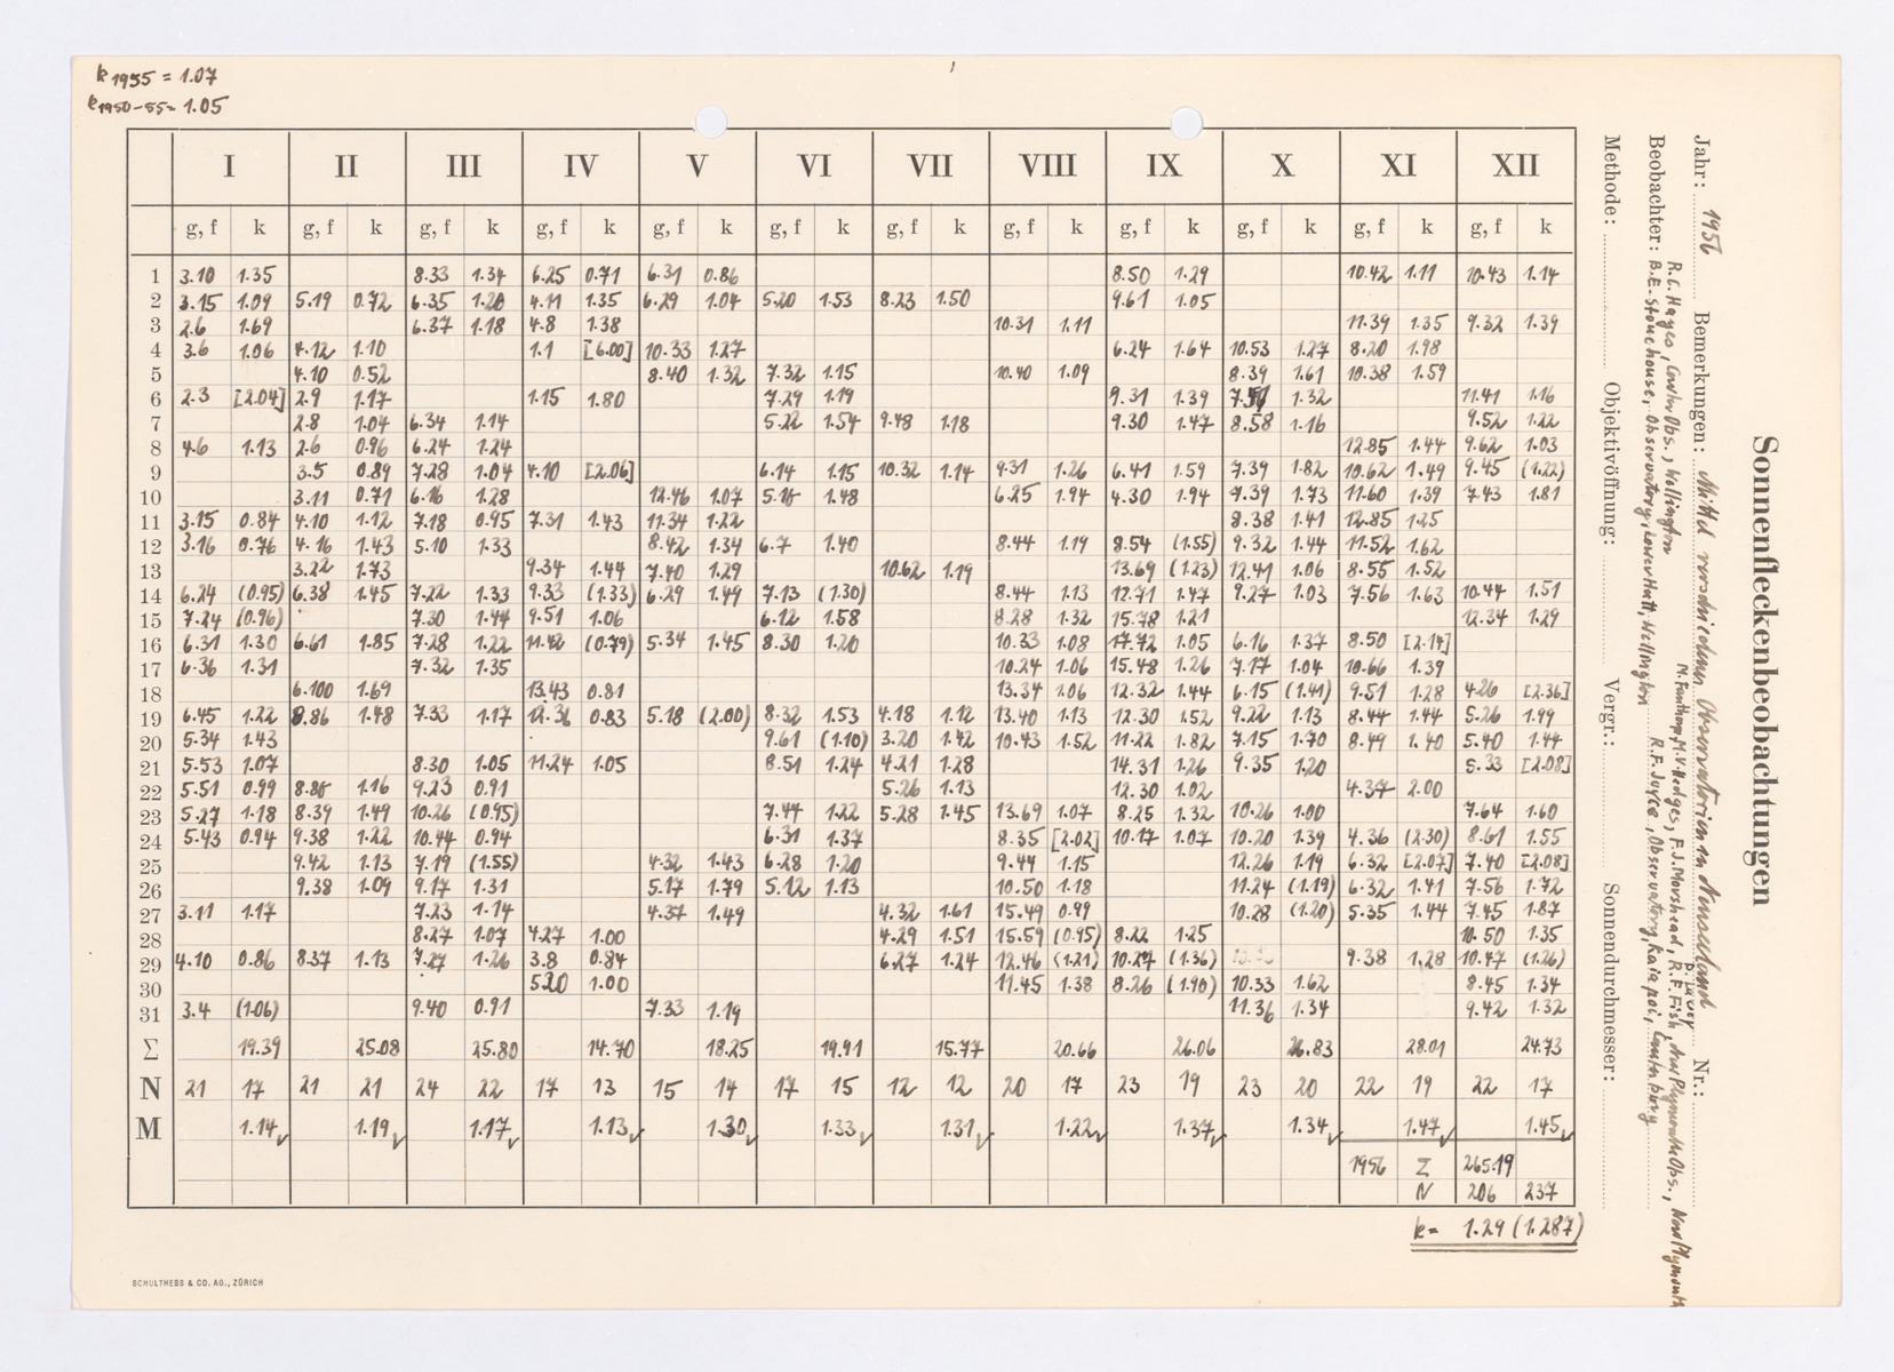 k 1955 = 1.07
k 1950-55 = 1.05
I II III IV V VI VII VIII IX X XI XII
g, f k g, f k g, f k g, f k g, f k g, f k g, f k g, f k g, f k g, f k g, f k g, f k
1 3.10 1.35 8.33 1.34 6.25 0.71 6.31 0.86 8.50 1.29 10.42 1.11 10.43 1.14
2 3.15 1.09 5.19 0.72 6.35 1.20 4.11 1.35 6.29 1.04 5.20 1.53 8.23 1.50 9.61 1.05
3 2.6 1.69 6.37 1.18 4.8 1.38 10.31 1.11 11.39 1.35 9.32 1.39
4 3.6 1.06 4.12 1.10 1.1 [6.00] 10.33 1.27 6.24 1.64 10.53 1.27 8.20 1.98
5 4.10 0.52 8.40 1.32 7.32 1.15 10.40 1.09 8.39 1.61 10.38 1.59
6 2.3 [2.04] 2.9 1.17 1.15 1.80 7.29 1.19 9.31 1.39 1.32 11.41 1.16
7 2.8 1.04 6.34 1.14 5.22 1.54 9.48 1.18 9.30 1.47 8.58 1.16 9.52 1.22
8 4.6 1.13 2.6 0.96 6.24 1.24 12.85 1.44 9.62 1.03
9 3.5 0.89 7.28 1.04 4.10 [2.06] 6.14 1.15 10.32 1.14 9.31 1.26 6.41 1.59 7.39 1.82 10.62 1.49 9.45 (1.22)
10 3.11 0.71 6.16 1.28 12.46 1.07 5.15 1.48 6.25 1.94 4.30 1.94 7.39 1.73 11.60 1.39 7.43 1.81
11 3.15 0.84 4.10 1.12 7.18 0.95 7.31 1.43 11.34 1.22 8.38 1.41 12.85 1.25
12 3.16 0.76 4.16 1.43 5.10 1.33 8.42 1.34 6.7 1.40 8.44 1.19 8.54 (1.55) 9.32 1.44 11.52 1.62
13 3.22 1.73 9.34 1.44 7.40 1.29 10.62 1.19 13.69 (1.23) 12.41 1.06 8.55 1.52
14 6.24 (0.95) 6.38 1.45 7.22 1.33 9.33 (1.33) 6.29 1.49 7.13 (1.30) 8.44 1.13 12.71 1.47 9.27 1.03 7.56 1.63 10.44 1.51
15 7.24 (0.96) 7.30 1.44 9.51 1.06 6.12 1.58 8.28 1.32 15.78 1.21 12.34 1.29
16 6.31 1.30 6.61 1.85 7.28 1.22 11.42 (0.79) 5.34 1.45 8.30 1.20 10.33 1.08 17.72 1.05 6.16 1.37 8.50 [2.14]
17 6.36 1.31 7.32 1.35 10.24 1.06 15.48 1.26 7.17 1.04 10.66 1.39
18 6.100 1.69 13.43 0.81 13.34 1.06 12.32 1.44 6.15 (1.41) 9.51 1.28 4.26 [2.36]
19 6.45 1.22 8.86 1.48 7.33 1.17 12.36 0.83 5.18 (2.00) 8.32 1.53 4.18 1.12 13.40 1.13 12.30 1.52 9.22 1.13 8.44 1.44 5.26 1.99
20 5.34 1.43 9.61 (1.10) 3.20 1.42 10.43 1.52 11.22 1.82 7.15 1.70 8.49 1.40 5.40 1.44
21 5.53 1.07 8.30 1.05 11.24 1.05 8.51 1.24 4.21 1.28 14.31 1.26 9.35 1.20 5.33 [2.08]
22 5.51 0.99 8.85 1.16 9.23 0.91 5.26 1.13 12.30 1.02 4.37 2.00
23 5.27 1.18 8.39 1.49 10.26 (0.95) 7.44 1.22 5.28 1.45 13.69 1.07 8.25 1.32 10.26 1.00 7.64 1.60
24 5.43 0.94 9.38 1.22 10.44 0.94 6.31 1.37 8.35 [2.02] 10.17 1.07 10.20 1.39 4.36 (2.30) 8.61 1.55
25 9.42 1.13 7.19 (1.55) 4.32 1.43 6.28 1.20 9.44 1.15 12.26 1.19 6.32 [2.07] 7.40 [2.08]
26 9.38 1.09 9.17 1.31 5.17 1.79 5.12 1.13 10.50 1.18 11.24 (1.19) 6.32 1.41 7.56 1.72
27 3.11 1.17 7.23 1.14 4.37 1.49 4.32 1.61 15.49 0.99 10.28 (1.20) 5.35 1.44 7.45 1.87
28 8.27 1.07 4.27 1.00 4.29 1.51 15.59 (0.95) 8.22 1.25 10.50 1.35
29 4.10 0.86 8.37 1.13 7.27 1.26 3.8 0.84 6.27 1.24 12.46 (1.21) 10.27 (1.36) 9.38 1.28 10.47 (1.26)
30 5.20 1.00 11.45 1.38 8.26 (1.90) 10.33 1.62 8.45 1.34
31 3.4 (1.06) 9.40 0.91 7.33 1.19 11.36 1.34 9.42 1.32
Σ 19.39 25.08 25.80 14.70 18.25 19.91 15.77 20.66 26.06 26.83 28.01 24.73
N 21 17 21 21 24 22 17 13 15 14 17 15 12 12 20 17 23 19 23 20 22 19 22 17
M 1.14 1.19 1.17 1.13 1.30 1.33 1.31 1.22 1.37 1.34 1.47 1.45
1956 Σ 265.19
N 206 237
k = 1.29 (1.287)
SCHULTHESS & CO. AG., ZÜRICH
Sonnenfleckenbeobachtungen
Jahr: 1956 Bemerkungen: Mittel verschiedener Observatorien in Neuseeland Nr.:
Beobachter: R.C. Hayes, Carter Obs., Wellington
M.V. Hedges, F.J. Morshead, R.F. Fish, New Plymouth Obs., New Plymouth
B.E. Stonehouse, Observatory, Lower Hutt, Wellington
R.F. Joyce, Observatory, Kaiapoi, Canterbury
Methode: Objektivöffnung: Vergr.: Sonnendurchmesser: